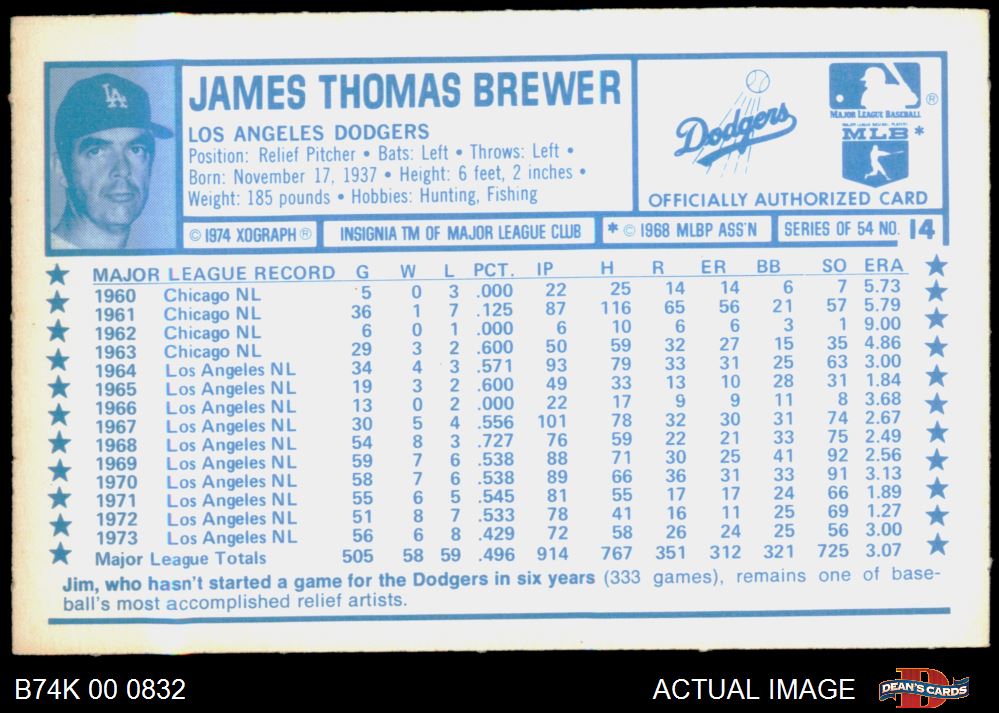 LA
JAMES THOMAS BREWER
LOS ANGELES DODGERS
Position: Relief Pitcher • Bats: Left • Throws: Left •
Born: November 17, 1937 • Height: 6 feet, 2 inches •
Weight: 185 pounds • Hobbies: Hunting, Fishing
Dodgers
MAJOR LEAGUE BASEBALL ®
MAJOR LEAGUE BASEBALL PLAYERS
MLB *
OFFICIALLY AUTHORIZED CARD
© 1974 XOGRAPH ® INSIGNIA TM OF MAJOR LEAGUE CLUB * © 1968 MLBP ASS'N SERIES OF 54 NO. 14
MAJOR LEAGUE RECORD G W L PCT. IP H R ER BB SO ERA
1960 Chicago NL 5 0 3 .000 22 25 14 14 6 7 5.73
1961 Chicago NL 36 1 7 .125 87 116 65 56 21 57 5.79
1962 Chicago NL 6 0 1 .000 6 10 6 6 3 1 9.00
1963 Chicago NL 29 3 2 .600 50 59 32 27 15 35 4.86
1964 Los Angeles NL 34 4 3 .571 93 79 33 31 25 63 3.00
1965 Los Angeles NL 19 3 2 .600 49 33 13 10 28 31 1.84
1966 Los Angeles NL 13 0 2 .000 22 17 9 9 11 8 3.68
1967 Los Angeles NL 30 5 4 .556 101 78 32 30 31 74 2.67
1968 Los Angeles NL 54 8 3 .727 76 59 22 21 33 75 2.49
1969 Los Angeles NL 59 7 6 .538 88 71 30 25 41 92 2.56
1970 Los Angeles NL 58 7 6 .538 89 66 36 31 33 91 3.13
1971 Los Angeles NL 55 6 5 .545 81 55 17 17 24 66 1.89
1972 Los Angeles NL 51 8 7 .533 78 41 16 11 25 69 1.27
1973 Los Angeles NL 56 6 8 .429 72 58 26 24 25 56 3.00
Major League Totals 505 58 59 .496 914 767 351 312 321 725 3.07
Jim, who hasn't started a game for the Dodgers in six years (333 games), remains one of base-
ball's most accomplished relief artists.
B74K 00 0832 ACTUAL IMAGE DEAN'S CARDS